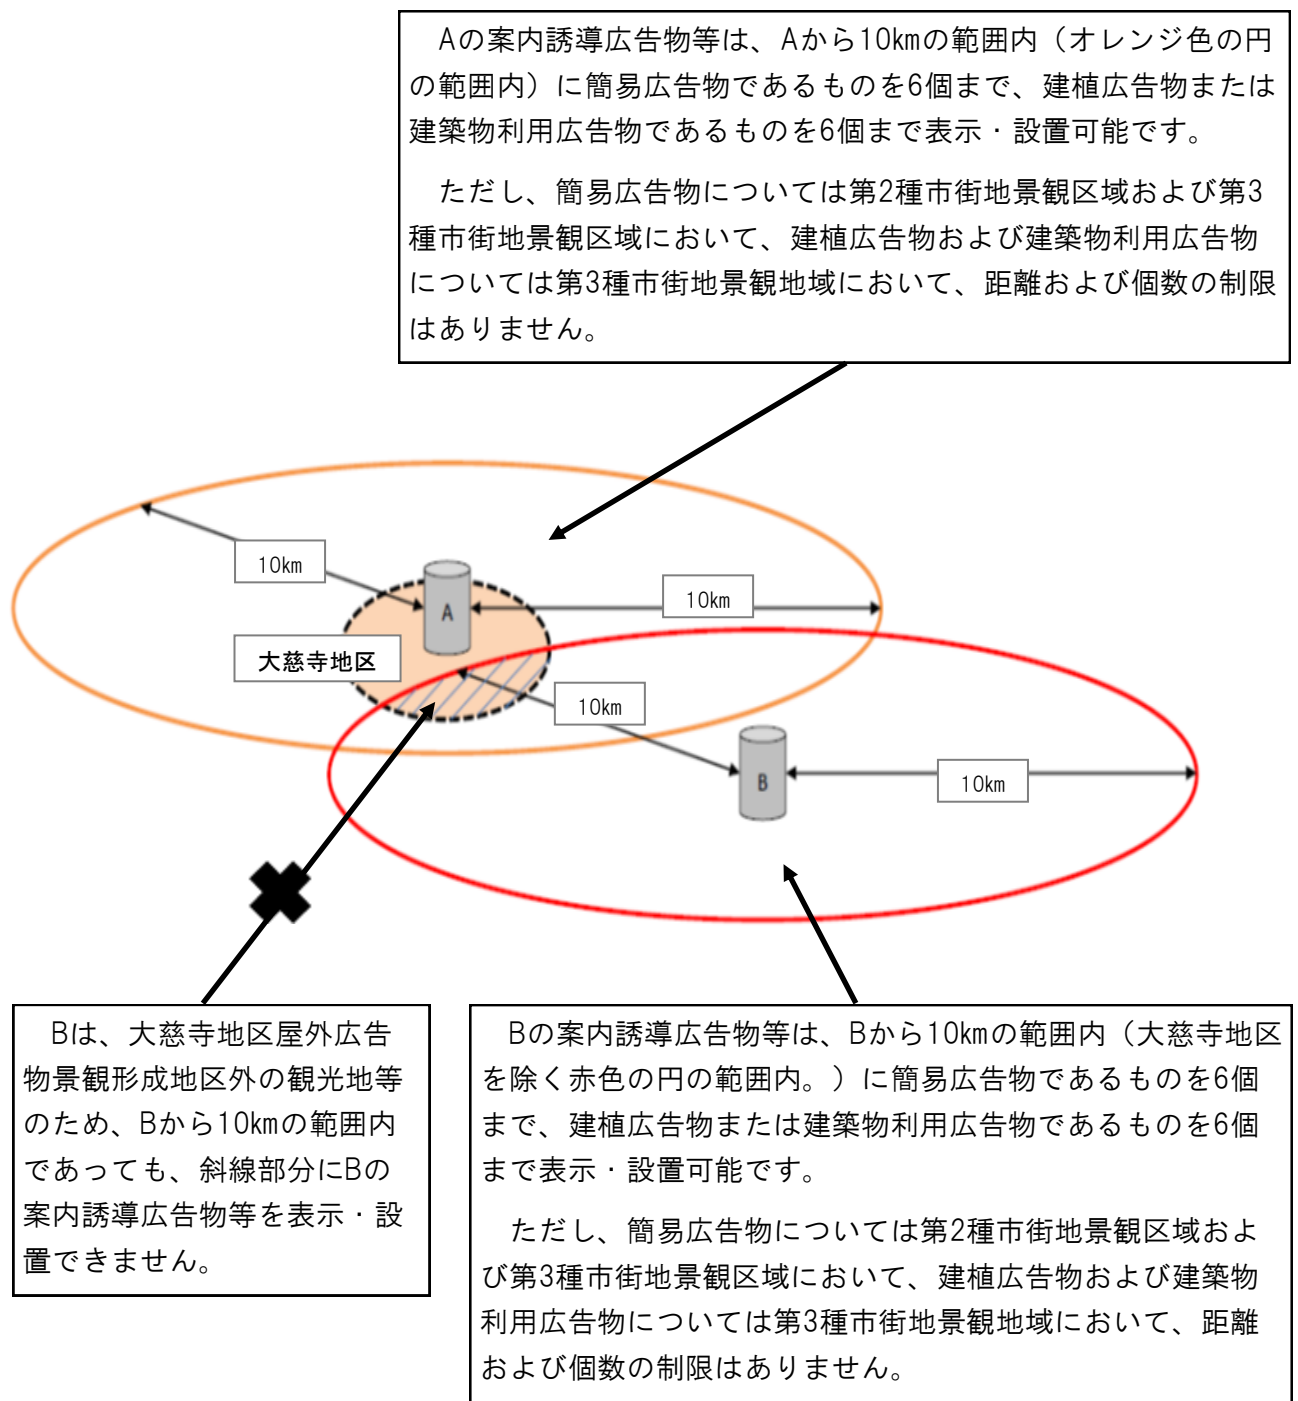 Aの案内誘導広告物等は、Aから10kmの範囲内（オレンジ色の円
の範囲内）に簡易広告物であるものを6個まで、建植広告物または
建築物利用広告物であるものを6個まで表示・設置可能です。
ただし、簡易広告物については第2種市街地景観区域および第3
種市街地景観区域において、建植広告物および建築物利用広告物
については第3種市街地景観地域において、距離および個数の制限
はありません。
10km
A
10km
大慈寺地区
10km
B
10km
Bは、大慈寺地区屋外広告
物景観形成地区外の観光地等
のため、Bから10kmの範囲内
であっても、斜線部分にBの
案内誘導広告物等を表示・設
置できません。
Bの案内誘導広告物等は、Bから10kmの範囲内（大慈寺地区
を除く赤色の円の範囲内。）に簡易広告物であるものを6個
まで、建植広告物または建築物利用広告物であるものを6個
まで表示・設置可能です。
ただし、簡易広告物については第2種市街地景観区域およ
び第3種市街地景観区域において、建植広告物および建築物
利用広告物については第3種市街地景観地域において、距離
および個数の制限はありません。